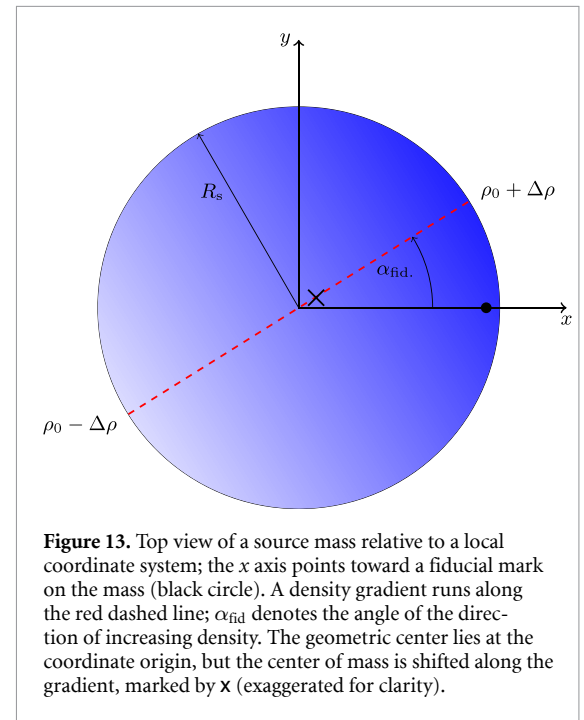 y
ρ₀ + Δρ
Rₛ
α_fid.
x
ρ₀ − Δρ
Figure 13. Top view of a source mass relative to a local
coordinate system; the x axis points toward a fiducial mark
on the mass (black circle). A density gradient runs along
the red dashed line; α_fid denotes the angle of the direc-
tion of increasing density. The geometric center lies at the
coordinate origin, but the center of mass is shifted along the
gradient, marked by x (exaggerated for clarity).